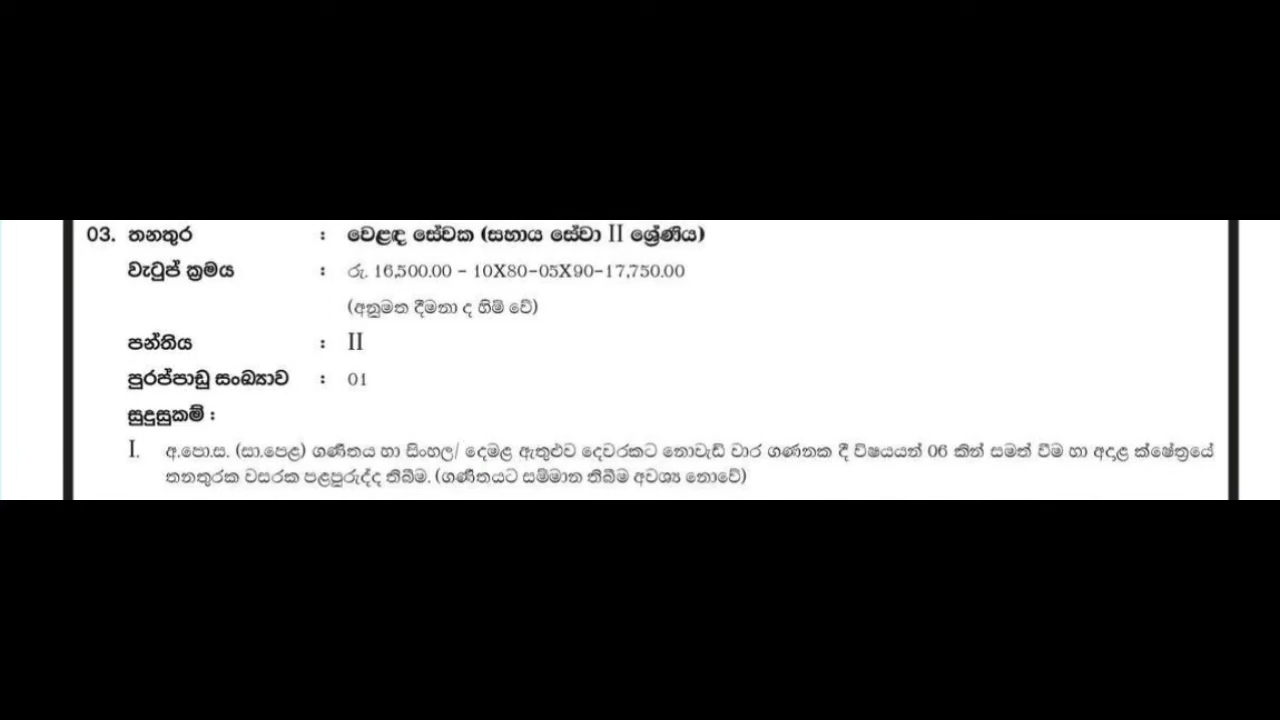 03. තනතුර : වෙළඳ සේවක (සහාය සේවා II ශ්‍රේණිය)
වැටුප් ක්‍රමය : රු. 16,500.00 - 10X80-05X90-17,750.00
(අනුමත දීමනා ද හිමි වේ)
පන්තිය : II
පුරප්පාඩු සංඛ්‍යාව : 01
සුදුසුකම් :
I. අ.පො.ස. (සා.පෙළ) ගණිතය හා සිංහල/ දෙමළ ඇතුළුව දෙවරකට නොවැඩි වාර ගණනක දී විෂයයන් 06 කින් සමත් වීම හා අදාළ ක්ෂේත්‍රයේ
තනතුරක වසරක පළපුරුද්ද තිබීම. (ගණිතයට සම්මාන තිබීම අවශ්‍ය නොවේ)